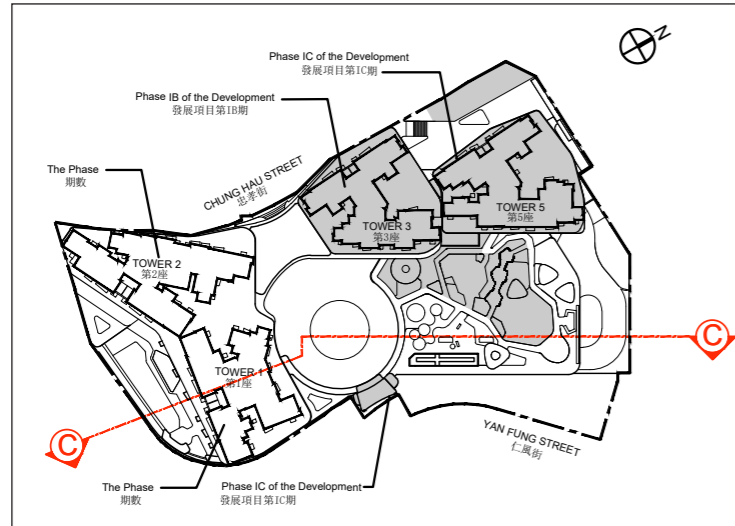 N
Phase IC of the Development
發展項目第IC期
Phase IB of the Development
發展項目第IB期
The Phase
期數
CHUNG HAU STREET
忠孝街
TOWER 5
第5座
TOWER 3
第3座
TOWER 2
第2座
TOWER 1
第1座
C
C
YAN FUNG STREET
仁風街
The Phase
期數
Phase IC of the Development
發展項目第IC期